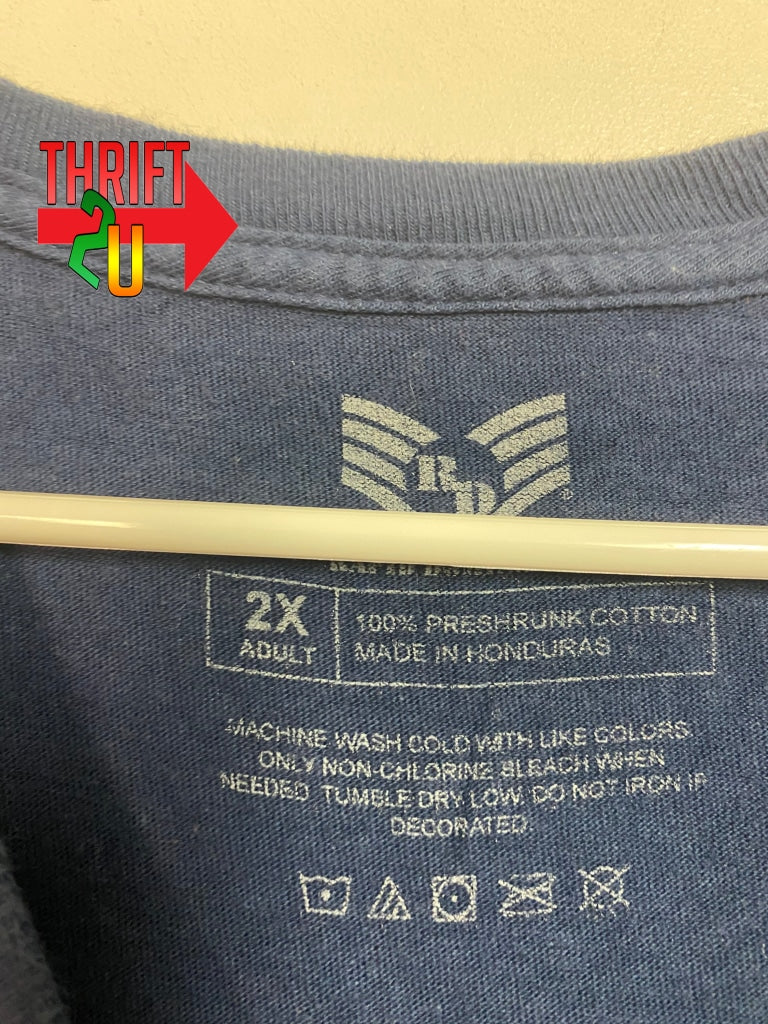 THRIFT
2U
RD
®
2X
ADULT
100% PRESHRUNK COTTON
MADE IN HONDURAS
MACHINE WASH COLD WITH LIKE COLORS
ONLY NON-CHLORINE BLEACH WHEN
NEEDED. TUMBLE DRY LOW. DO NOT IRON IF
DECORATED.